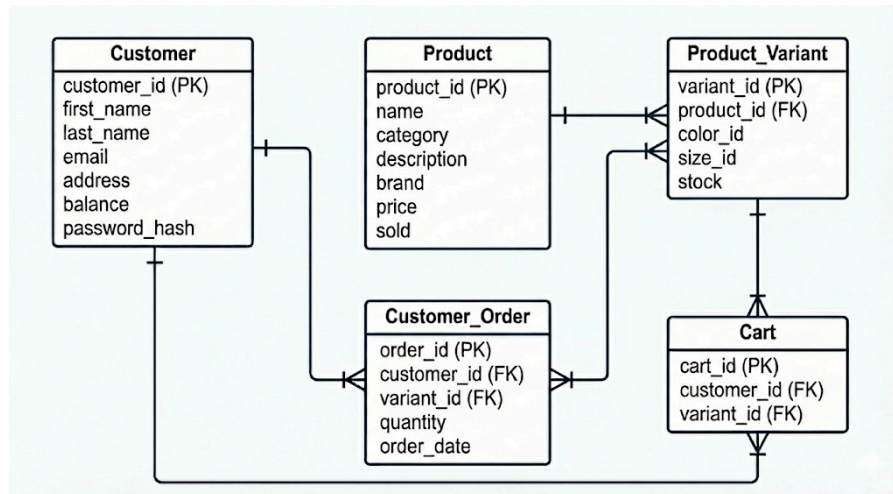 Customer
customer_id (PK)
first_name
last_name
email
address
balance
password_hash
Product
product_id (PK)
name
category
description
brand
price
sold
Product_Variant
variant_id (PK)
product_id (FK)
color_id
size_id
stock
Customer_Order
order_id (PK)
customer_id (FK)
variant_id (FK)
quantity
order_date
Cart
cart_id (PK)
customer_id (FK)
variant_id (FK)